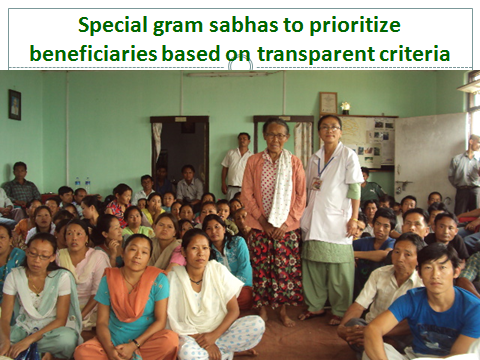 Special gram sabhas to prioritize
beneficiaries based on transparent criteria